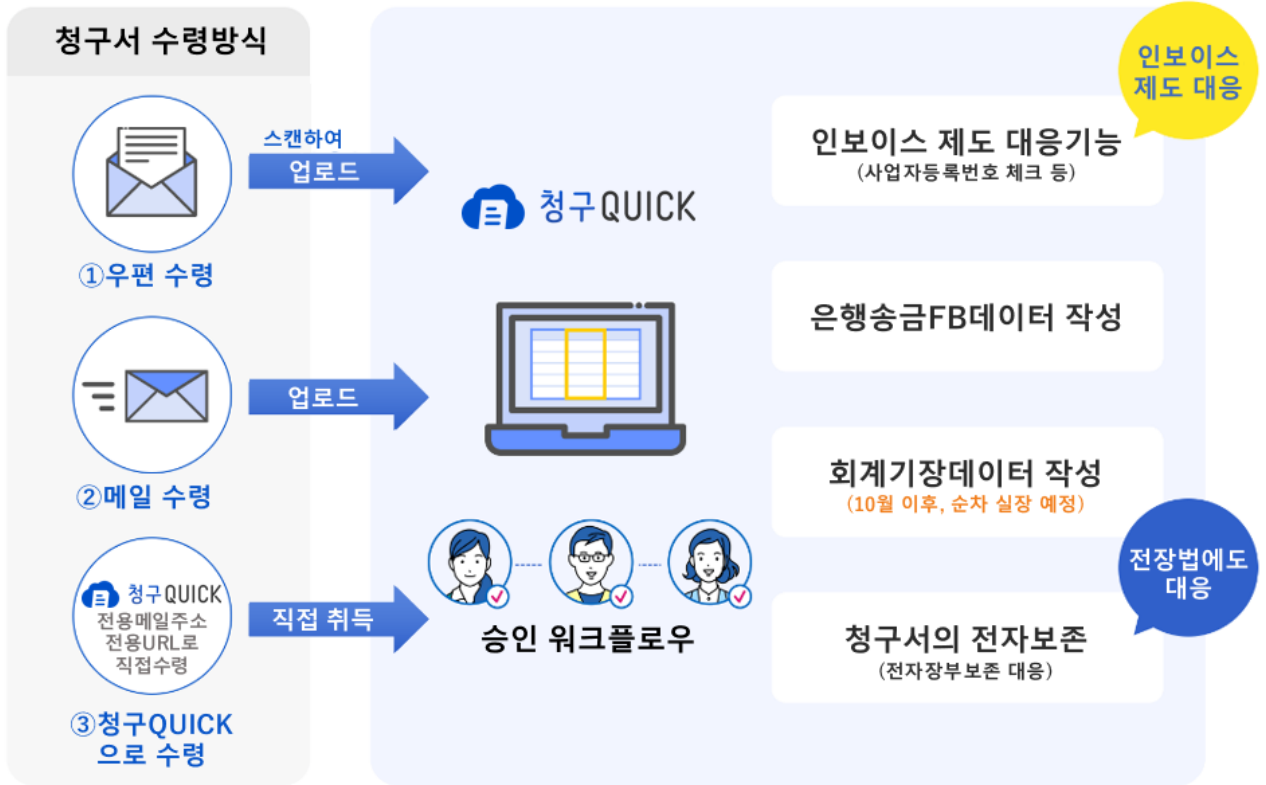 청구서 수령방식
스캔하여
업로드
①우편 수령
업로드
②메일 수령
청구QUICK
전용메일주소
전용URL로
직접수령
직접 취득
③청구QUICK
으로 수령
청구QUICK
승인 워크플로우
인보이스
제도 대응
인보이스 제도 대응기능
(사업자등록번호 체크 등)
은행송금FB데이터 작성
회계기장데이터 작성
(10월 이후, 순차 실장 예정)
전장법에도
대응
청구서의 전자보존
(전자장부보존 대응)